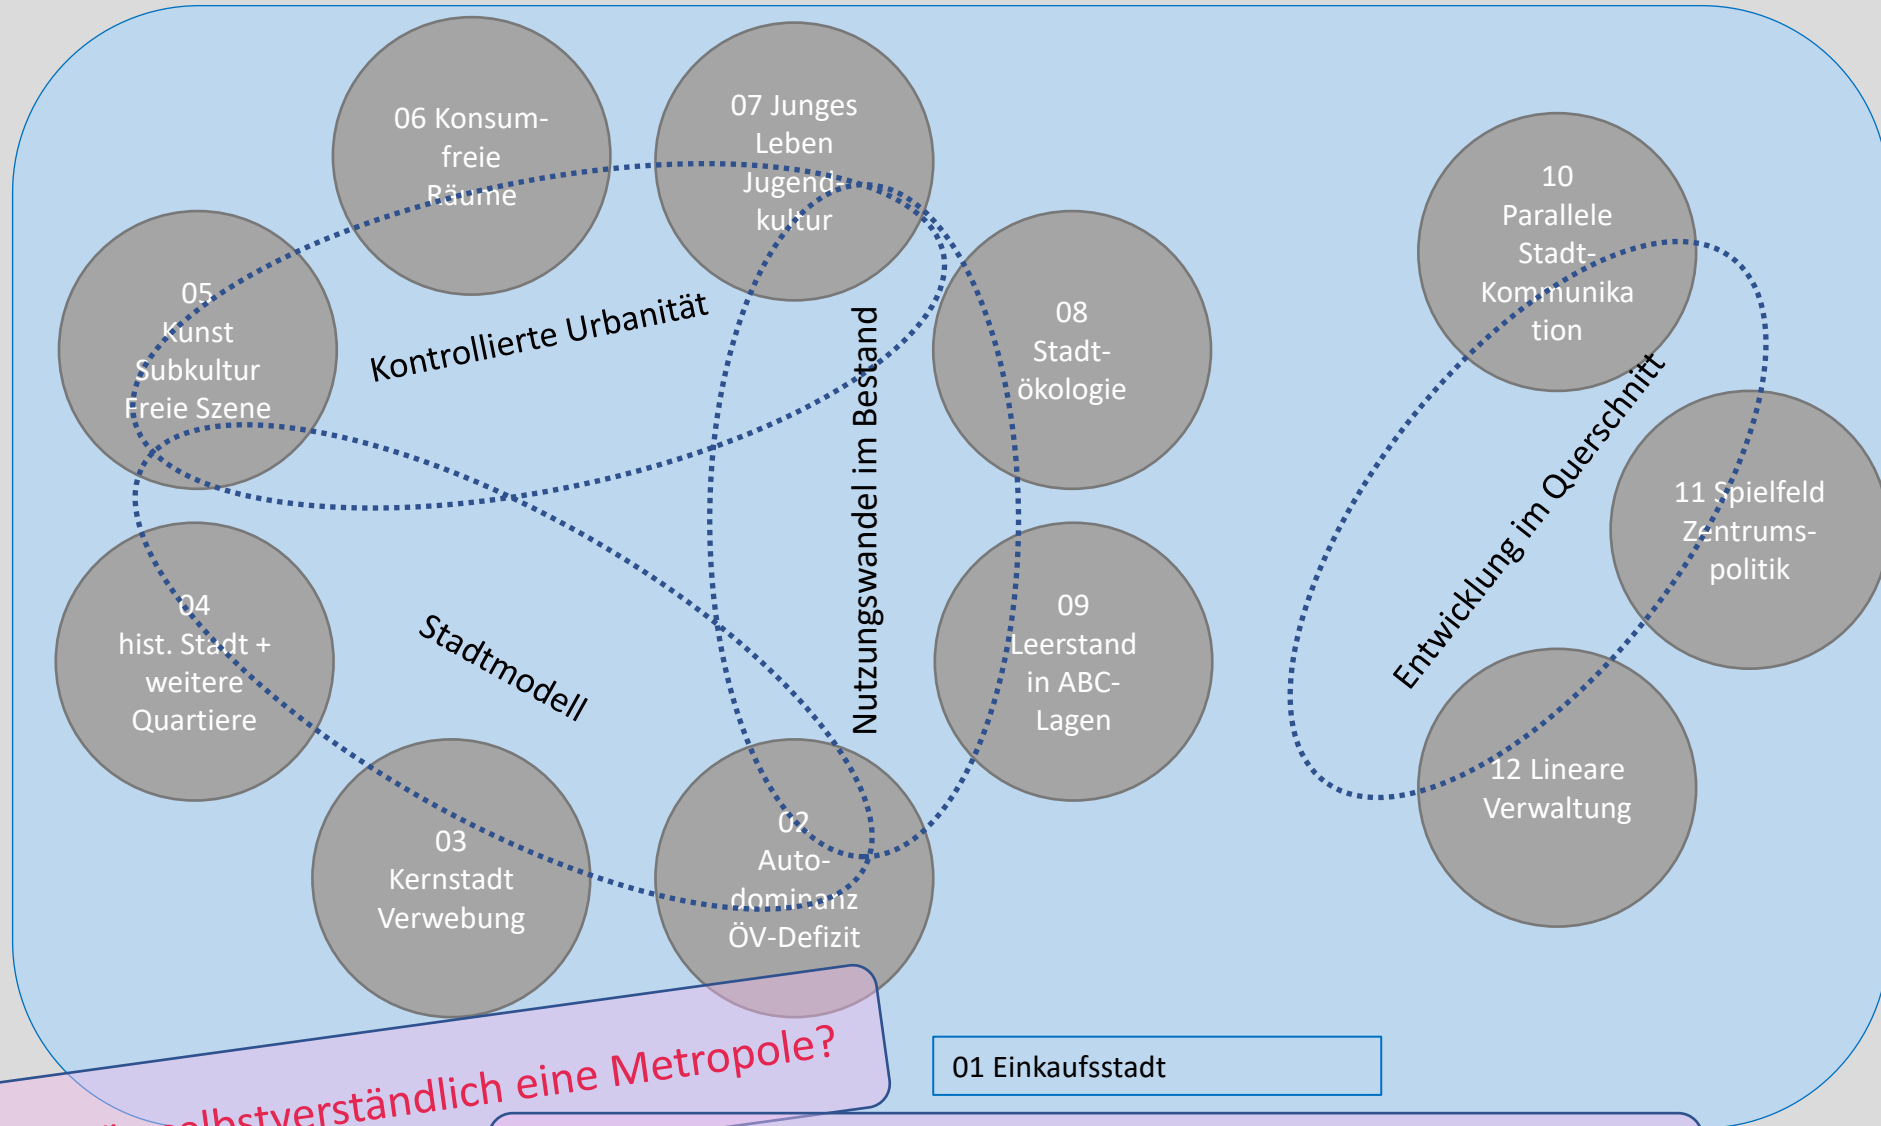 06 Konsum-
freie
Räume
07 Junges
Leben
Jugend-
kultur
10
Parallele
Stadt-
Kommunika
tion
05
Kunst
Subkultur
Freie Szene
Kontrollierte Urbanität
Nutzungswandel im Bestand
08
Stadt-
ökologie
Entwicklung im Querschnitt
11 Spielfeld
Zentrums-
politik
04
hist. Stadt +
weitere
Quartiere
Stadtmodell
09
Leerstand
in ABC-
Lagen
12 Lineare
Verwaltung
03
Kernstadt
Verwebung
02
Auto-
dominanz
ÖV-Defizit
selbstverständlich eine Metropole?
01 Einkaufsstadt